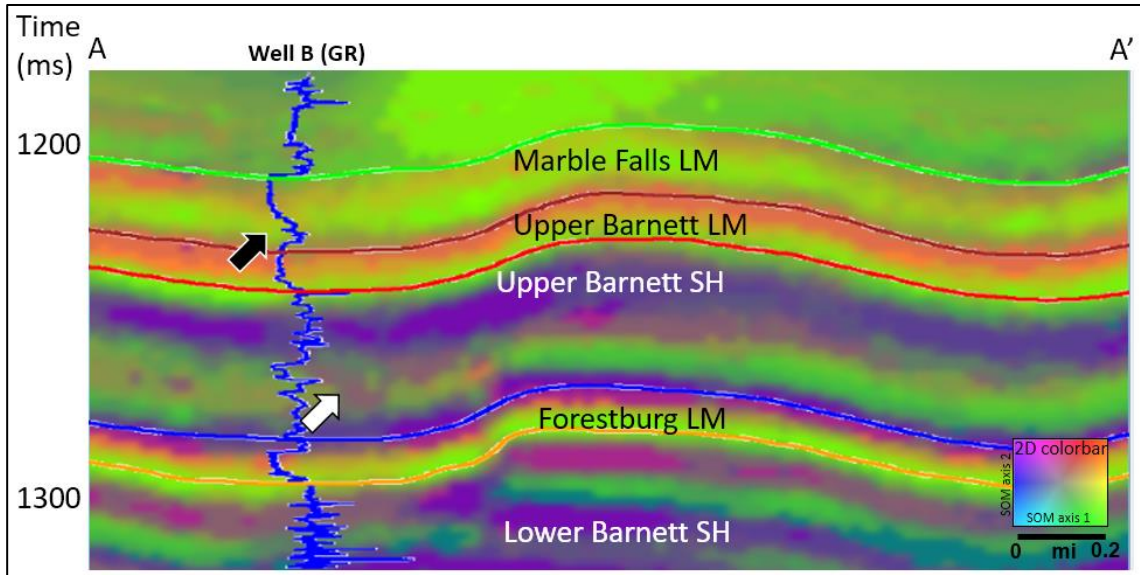 Time
(ms)
A
Well B (GR)
A’
1200
Marble Falls LM
Upper Barnett LM
Upper Barnett SH
Forestburg LM
1300
Lower Barnett SH
2D colorbar
SOM axis 2
SOM axis 1
0 mi 0.2